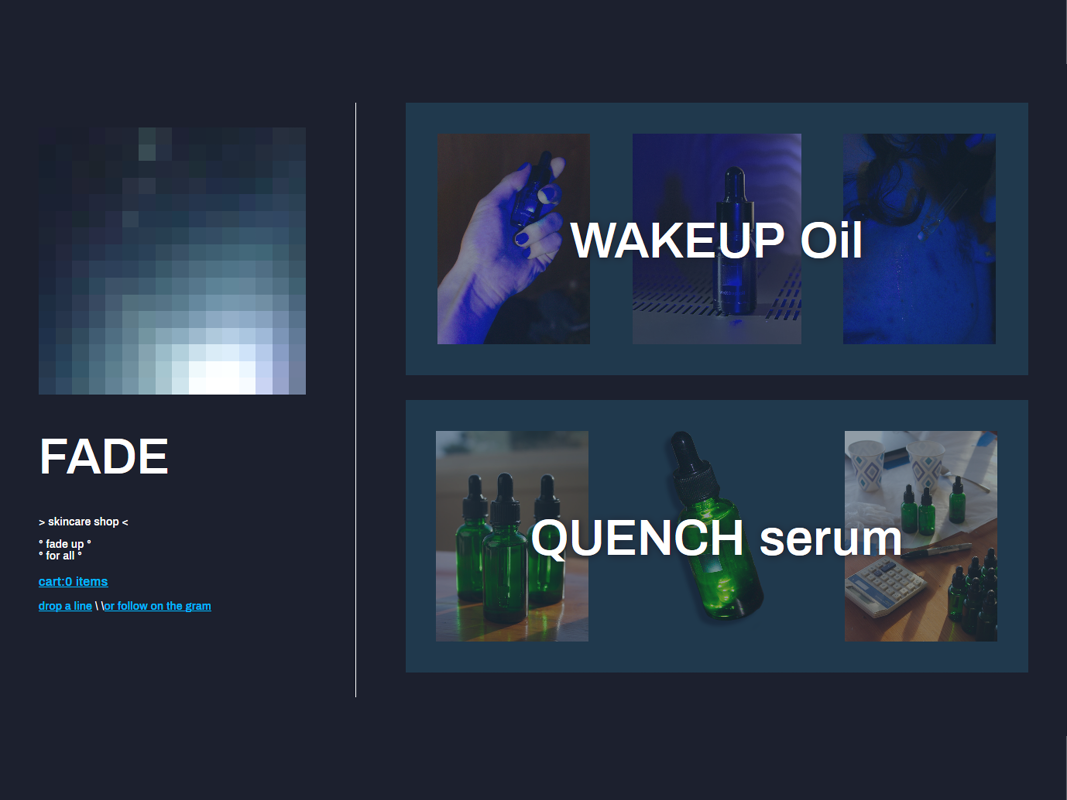 FADE
> skincare shop <
° fade up °
° for all °
cart:0 items
drop a line \ \or follow on the gram
WAKEUP Oil
QUENCH serum